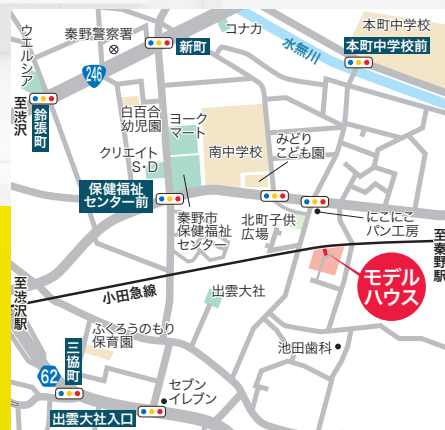 ウエルシア
秦野警察署
新町
コナカ
水無川
本町中学校
本町中学校前
246
至渋沢
鈴張町
白百合
幼児園
ヨーク
マート
南中学校
みどり
こども園
クリエイト
S・D
保健福祉
センター前
秦野市
保健福祉
センター
北町子供
広場
にこにこ
パン工房
至秦野駅
小田急線
出雲大社
モデル
ハウス
至渋沢駅
ふくろうのもり
保育園
池田歯科
62
三協町
セブン
イレブン
出雲大社入口